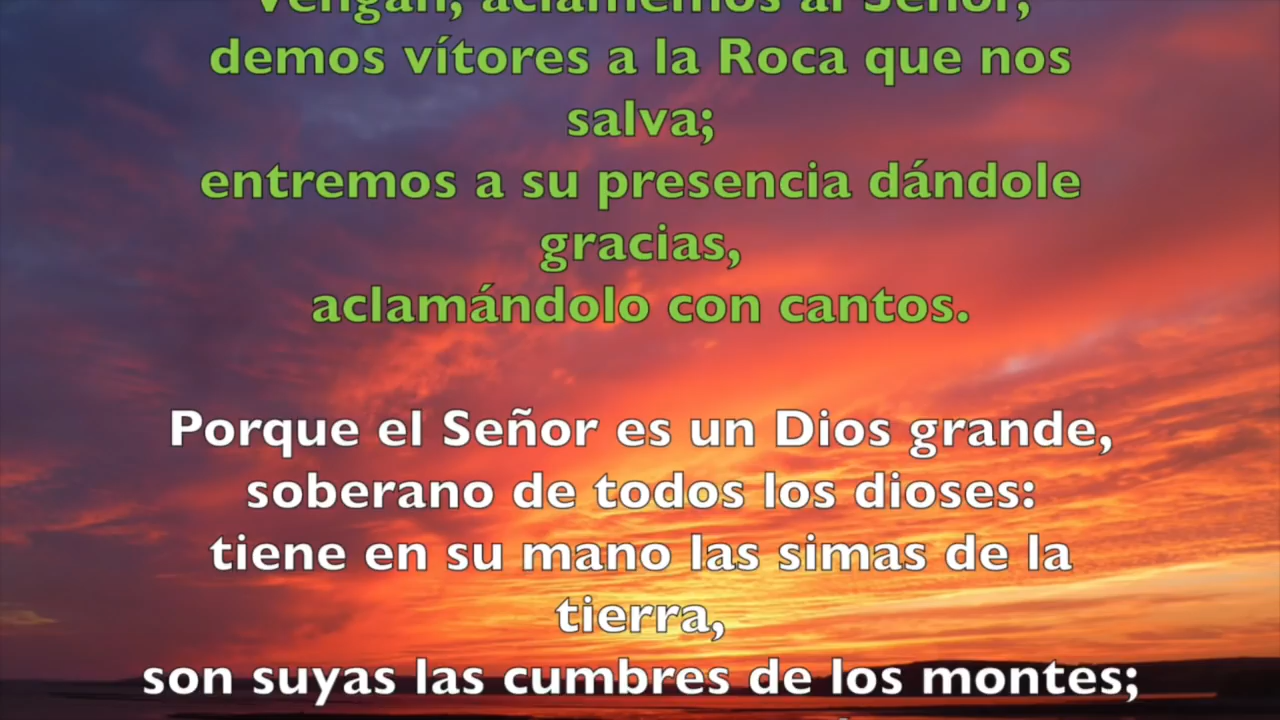 Vengan, aclamemos al Señor,
demos vítores a la Roca que nos
salva;
entremos a su presencia dándole
gracias,
aclamándolo con cantos.
Porque el Señor es un Dios grande,
soberano de todos los dioses:
tiene en su mano las simas de la
tierra,
son suyas las cumbres de los montes;